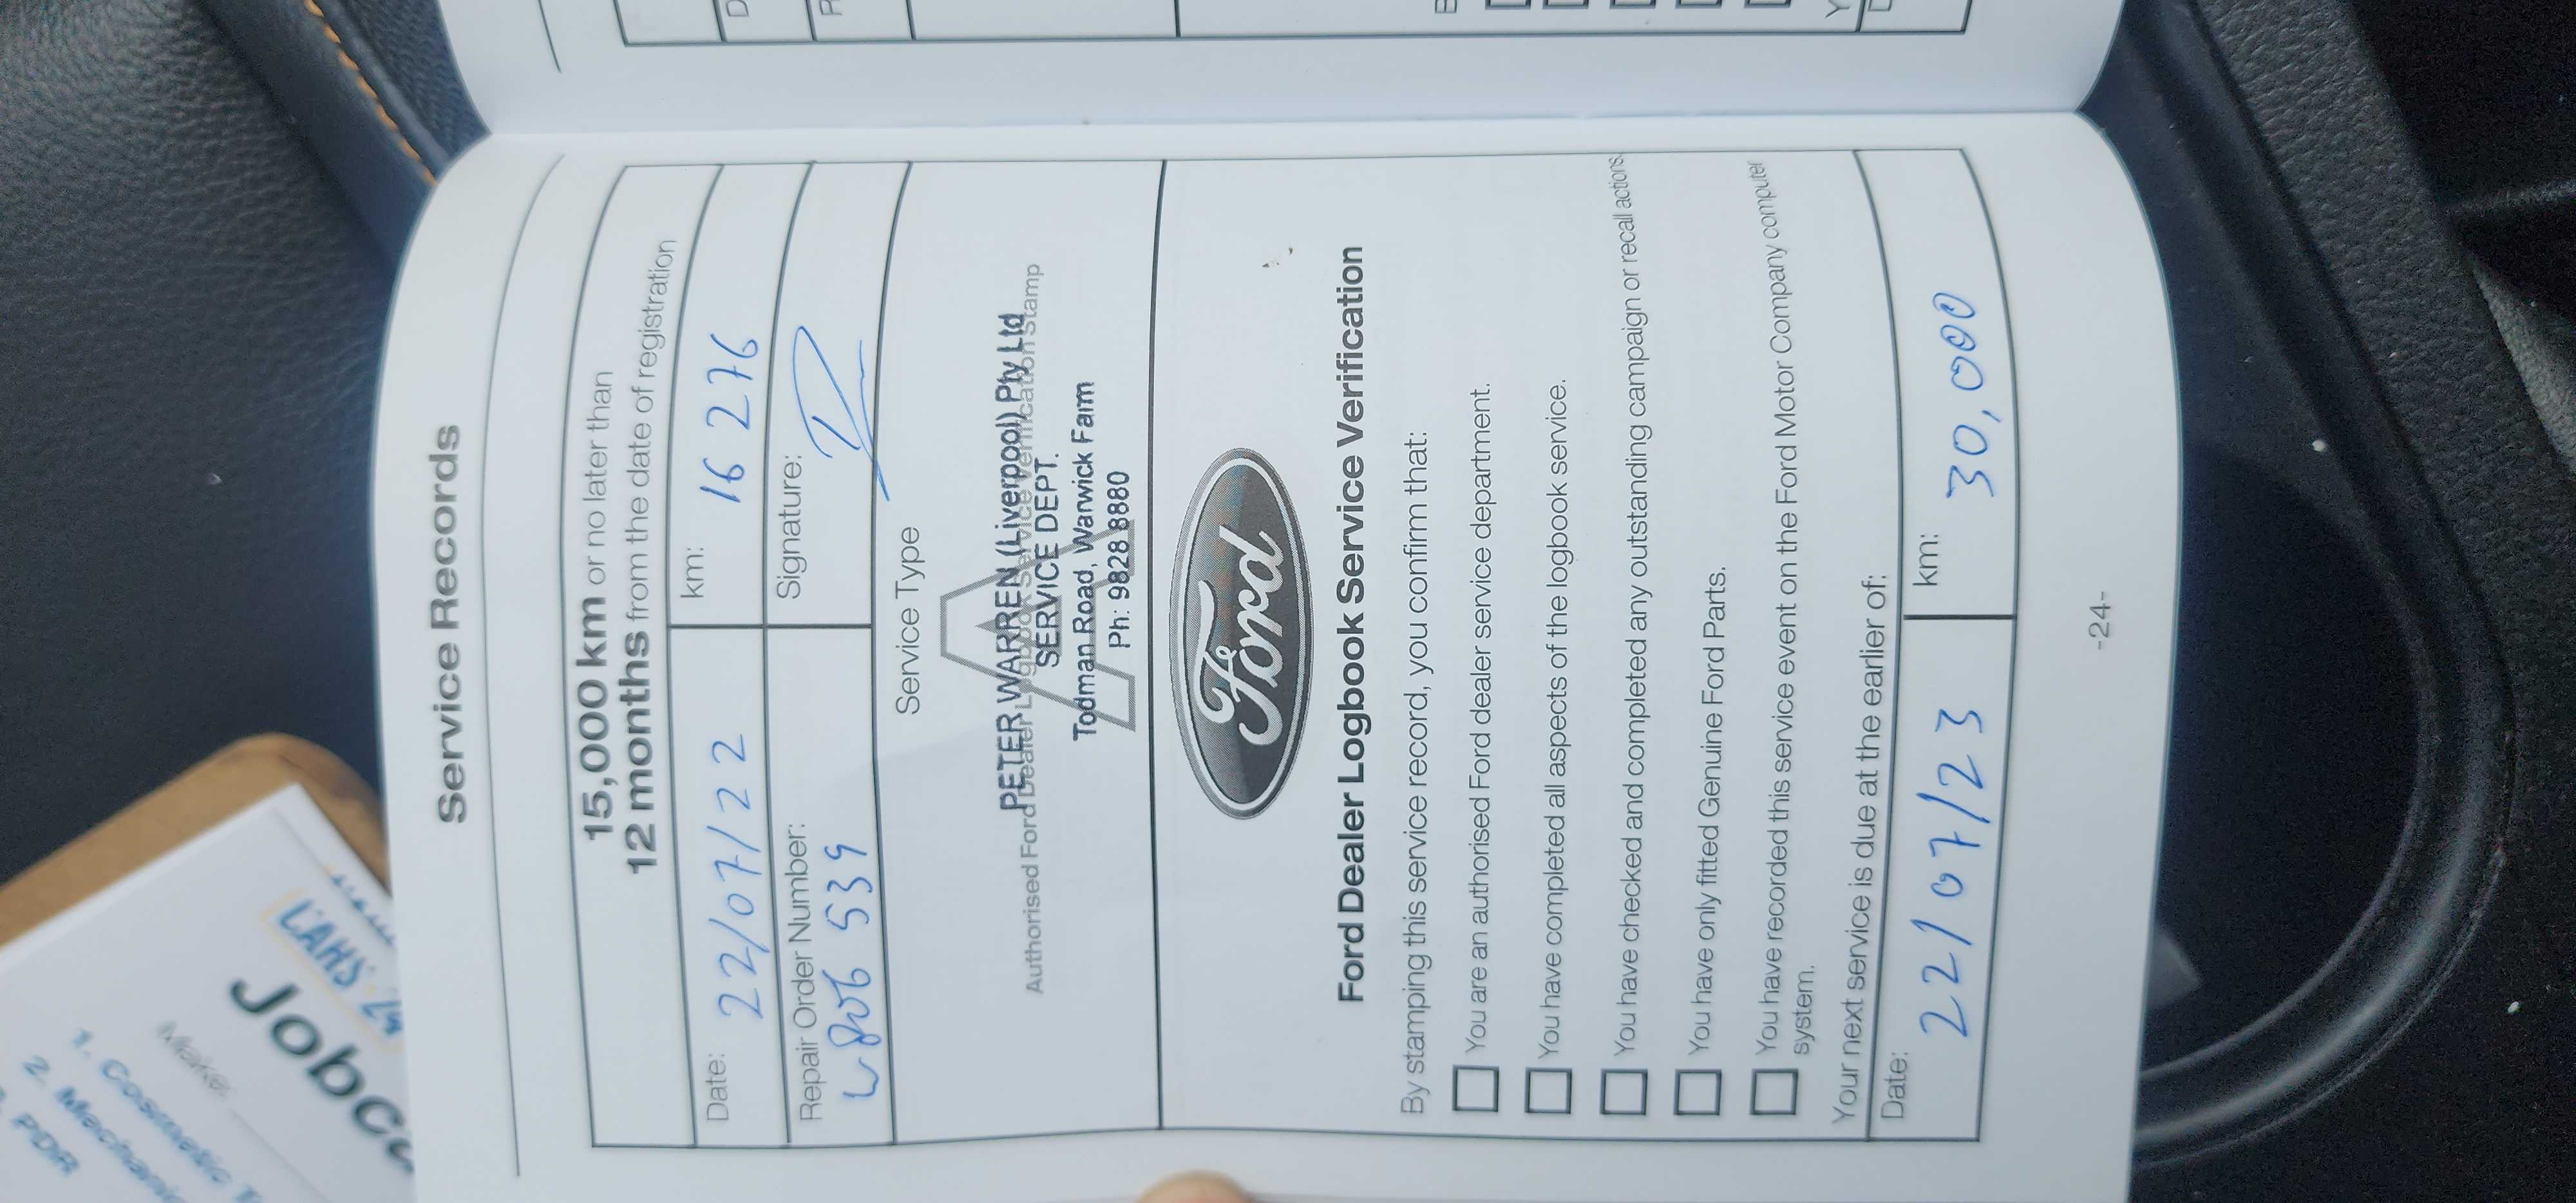 Service Records
15,000 km or no later than
12 months from the date of registration
Date: 22/07/22 km: 16 276
Repair Order Number: Signature:
W806 539
Service Type
A
PETER WARREN (Liverpool) Pty Ltd
Authorised Ford Dealer Logbook Service Verification Stamp
SERVICE DEPT.
Todman Road, Warwick Farm
Ph: 9828 8880
Ford
Ford Dealer Logbook Service Verification
By stamping this service record, you confirm that:
You are an authorised Ford dealer service department.
You have completed all aspects of the logbook service.
You have checked and completed any outstanding campaign or recall actions.
You have only fitted Genuine Ford Parts.
You have recorded this service event on the Ford Motor Company computer
system.
Your next service is due at the earlier of:
Date: 22/07/23 km: 30,000
-24-
Jobca
Make:
1. Cosmetic
2. Mechani
PDR